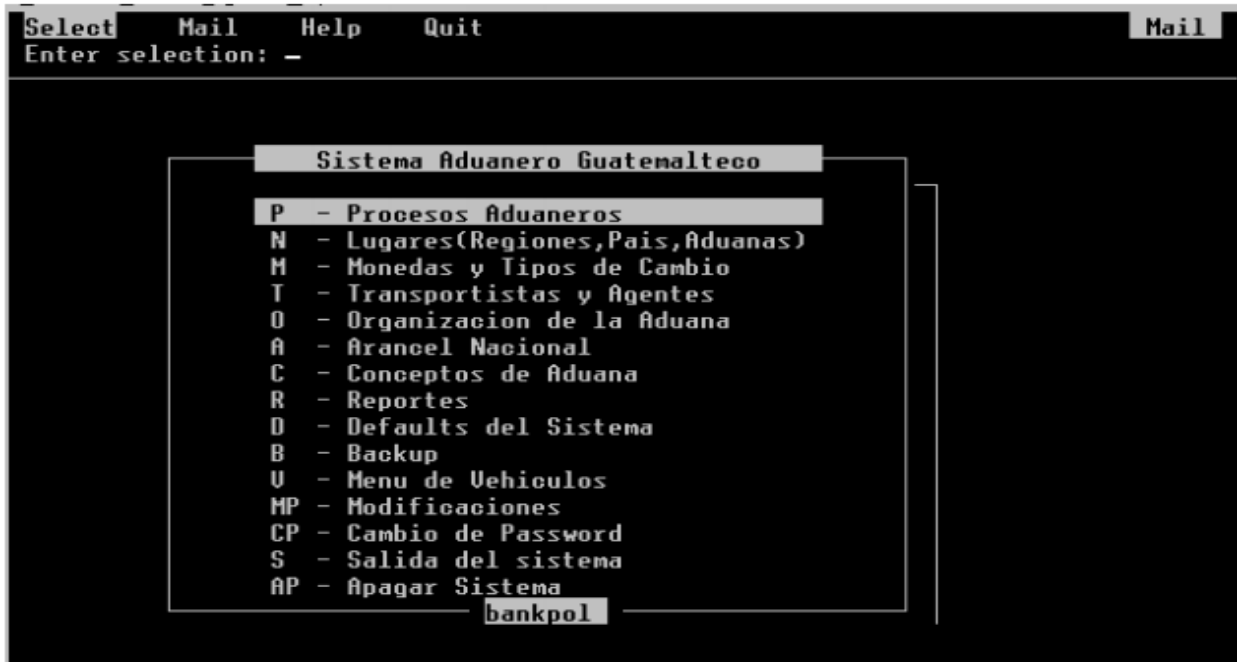 Select Mail Help Quit Mail
Enter selection: _
Sistema Aduanero Guatemalteco
P - Procesos Aduaneros
N - Lugares(Regiones,Pais,Aduanas)
M - Monedas y Tipos de Cambio
T - Transportistas y Agentes
O - Organizacion de la Aduana
A - Arancel Nacional
C - Conceptos de Aduana
R - Reportes
D - Defaults del Sistema
B - Backup
V - Menu de Vehiculos
MP - Modificaciones
CP - Cambio de Password
S - Salida del sistema
AP - Apagar Sistema
bankpol